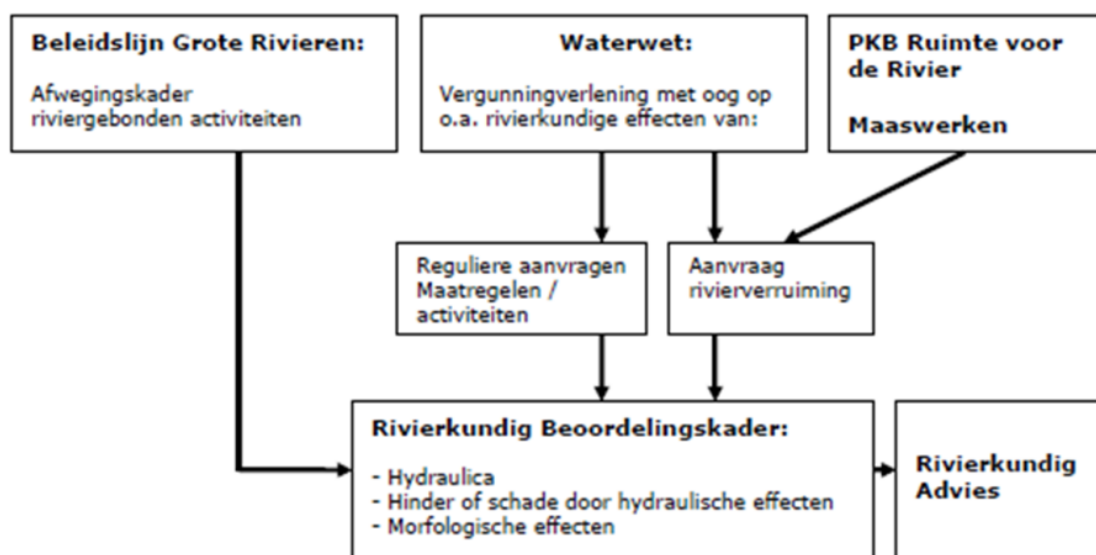 Beleidslijn Grote Rivieren:
Afwegingskader
riviergebonden activiteiten
Waterwet:
Vergunningverlening met oog op
o.a. rivierkundige effecten van:
PKB Ruimte voor
de Rivier
Maaswerken
Reguliere aanvragen
Maatregelen /
activiteiten
Aanvraag
rivierverruiming
Rivierkundig Beoordelingskader:
- Hydraulica
- Hinder of schade door hydraulische effecten
- Morfologische effecten
Rivierkundig
Advies